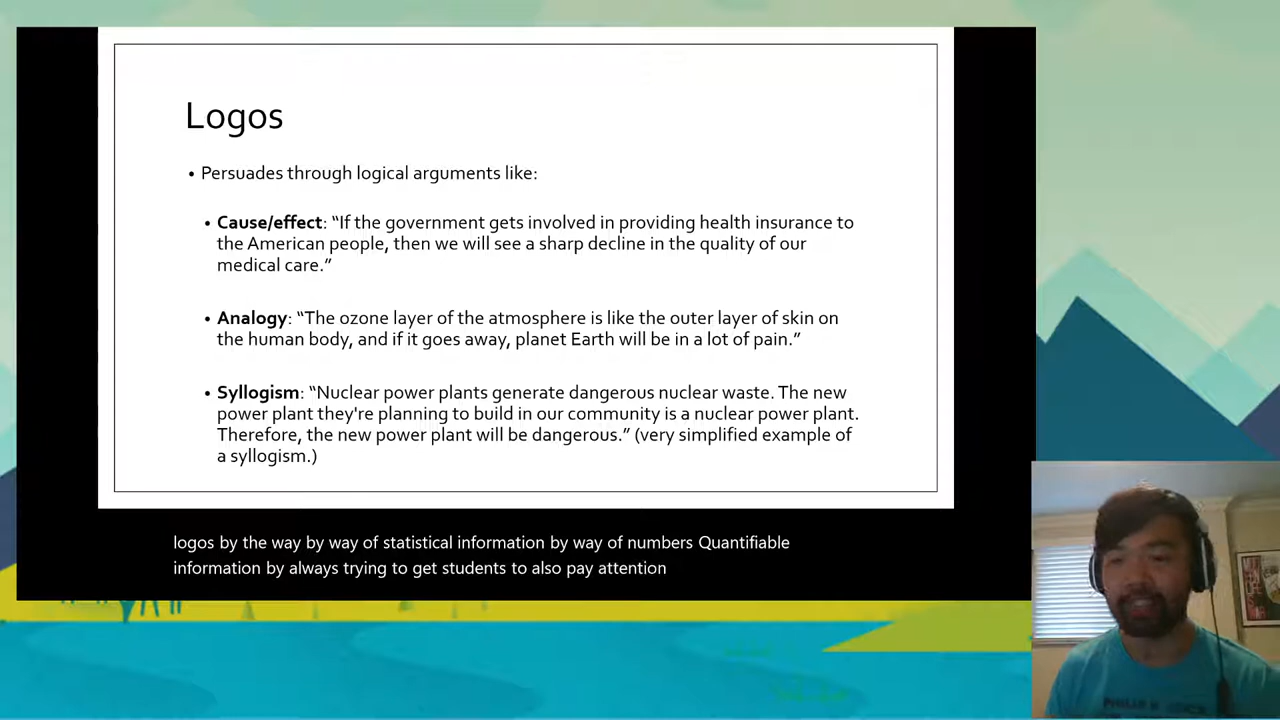 Logos
• Persuades through logical arguments like:
• Cause/effect: “If the government gets involved in providing health insurance to
the American people, then we will see a sharp decline in the quality of our
medical care.”
• Analogy: “The ozone layer of the atmosphere is like the outer layer of skin on
the human body, and if it goes away, planet Earth will be in a lot of pain.”
• Syllogism: “Nuclear power plants generate dangerous nuclear waste. The new
power plant they're planning to build in our community is a nuclear power plant.
Therefore, the new power plant will be dangerous.” (very simplified example of
a syllogism.)
logos by the way by way of statistical information by way of numbers Quantifiable
information by always trying to get students to also pay attention